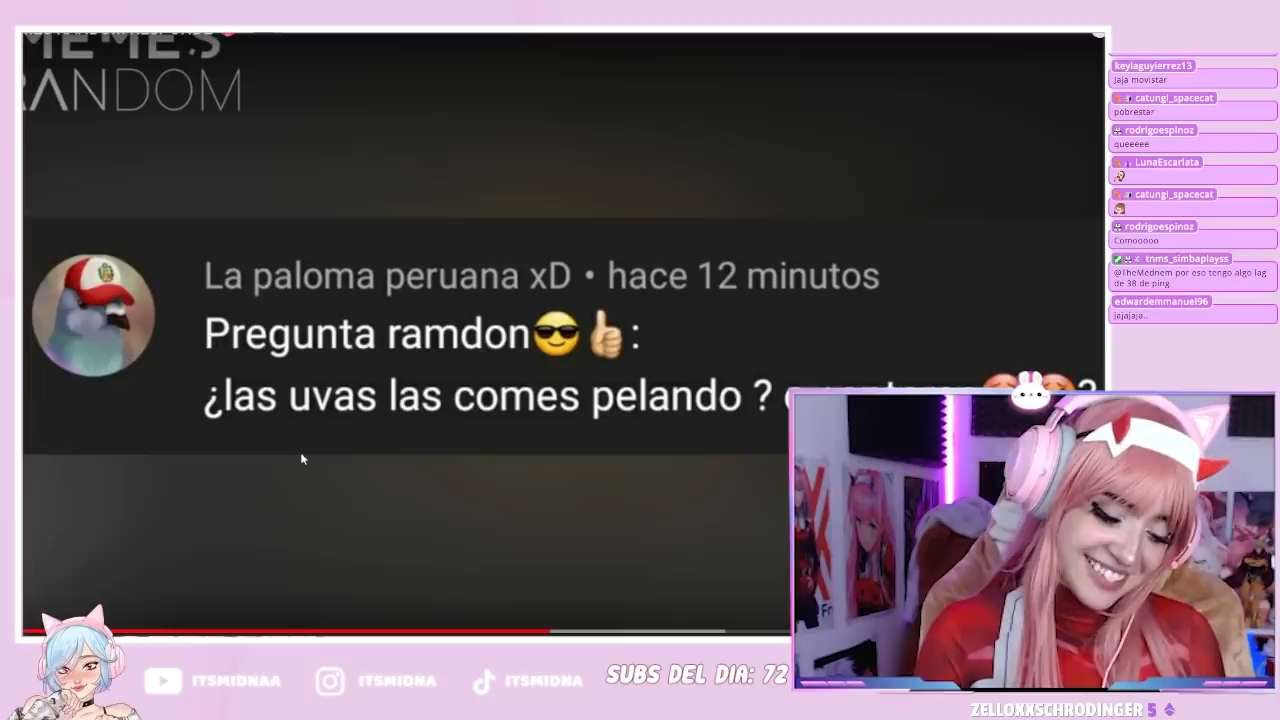 MEME.S
RANDOM
La paloma peruana xD • hace 12 minutos
Pregunta ramdon😎👍:
¿las uvas las comes pelando ?
?
keylaguyierrez13
Jaja movistar
catungi_spacecat
pobrestar
rodrigoespinoz
queeeee
LunaEscarlata
catungi_spacecat
rodrigoespinoz
Comooooo
tnms_simbaplayss
@TheMednem por eso tengo algo lag
de 38 de ping
edwardemmanuel96
jajajaja..
ITSMIDNAA
ITSMIDNA
ITSMIDNA
SUBS DEL DIA: 72
ZELLOXXSCHRODINGER 5